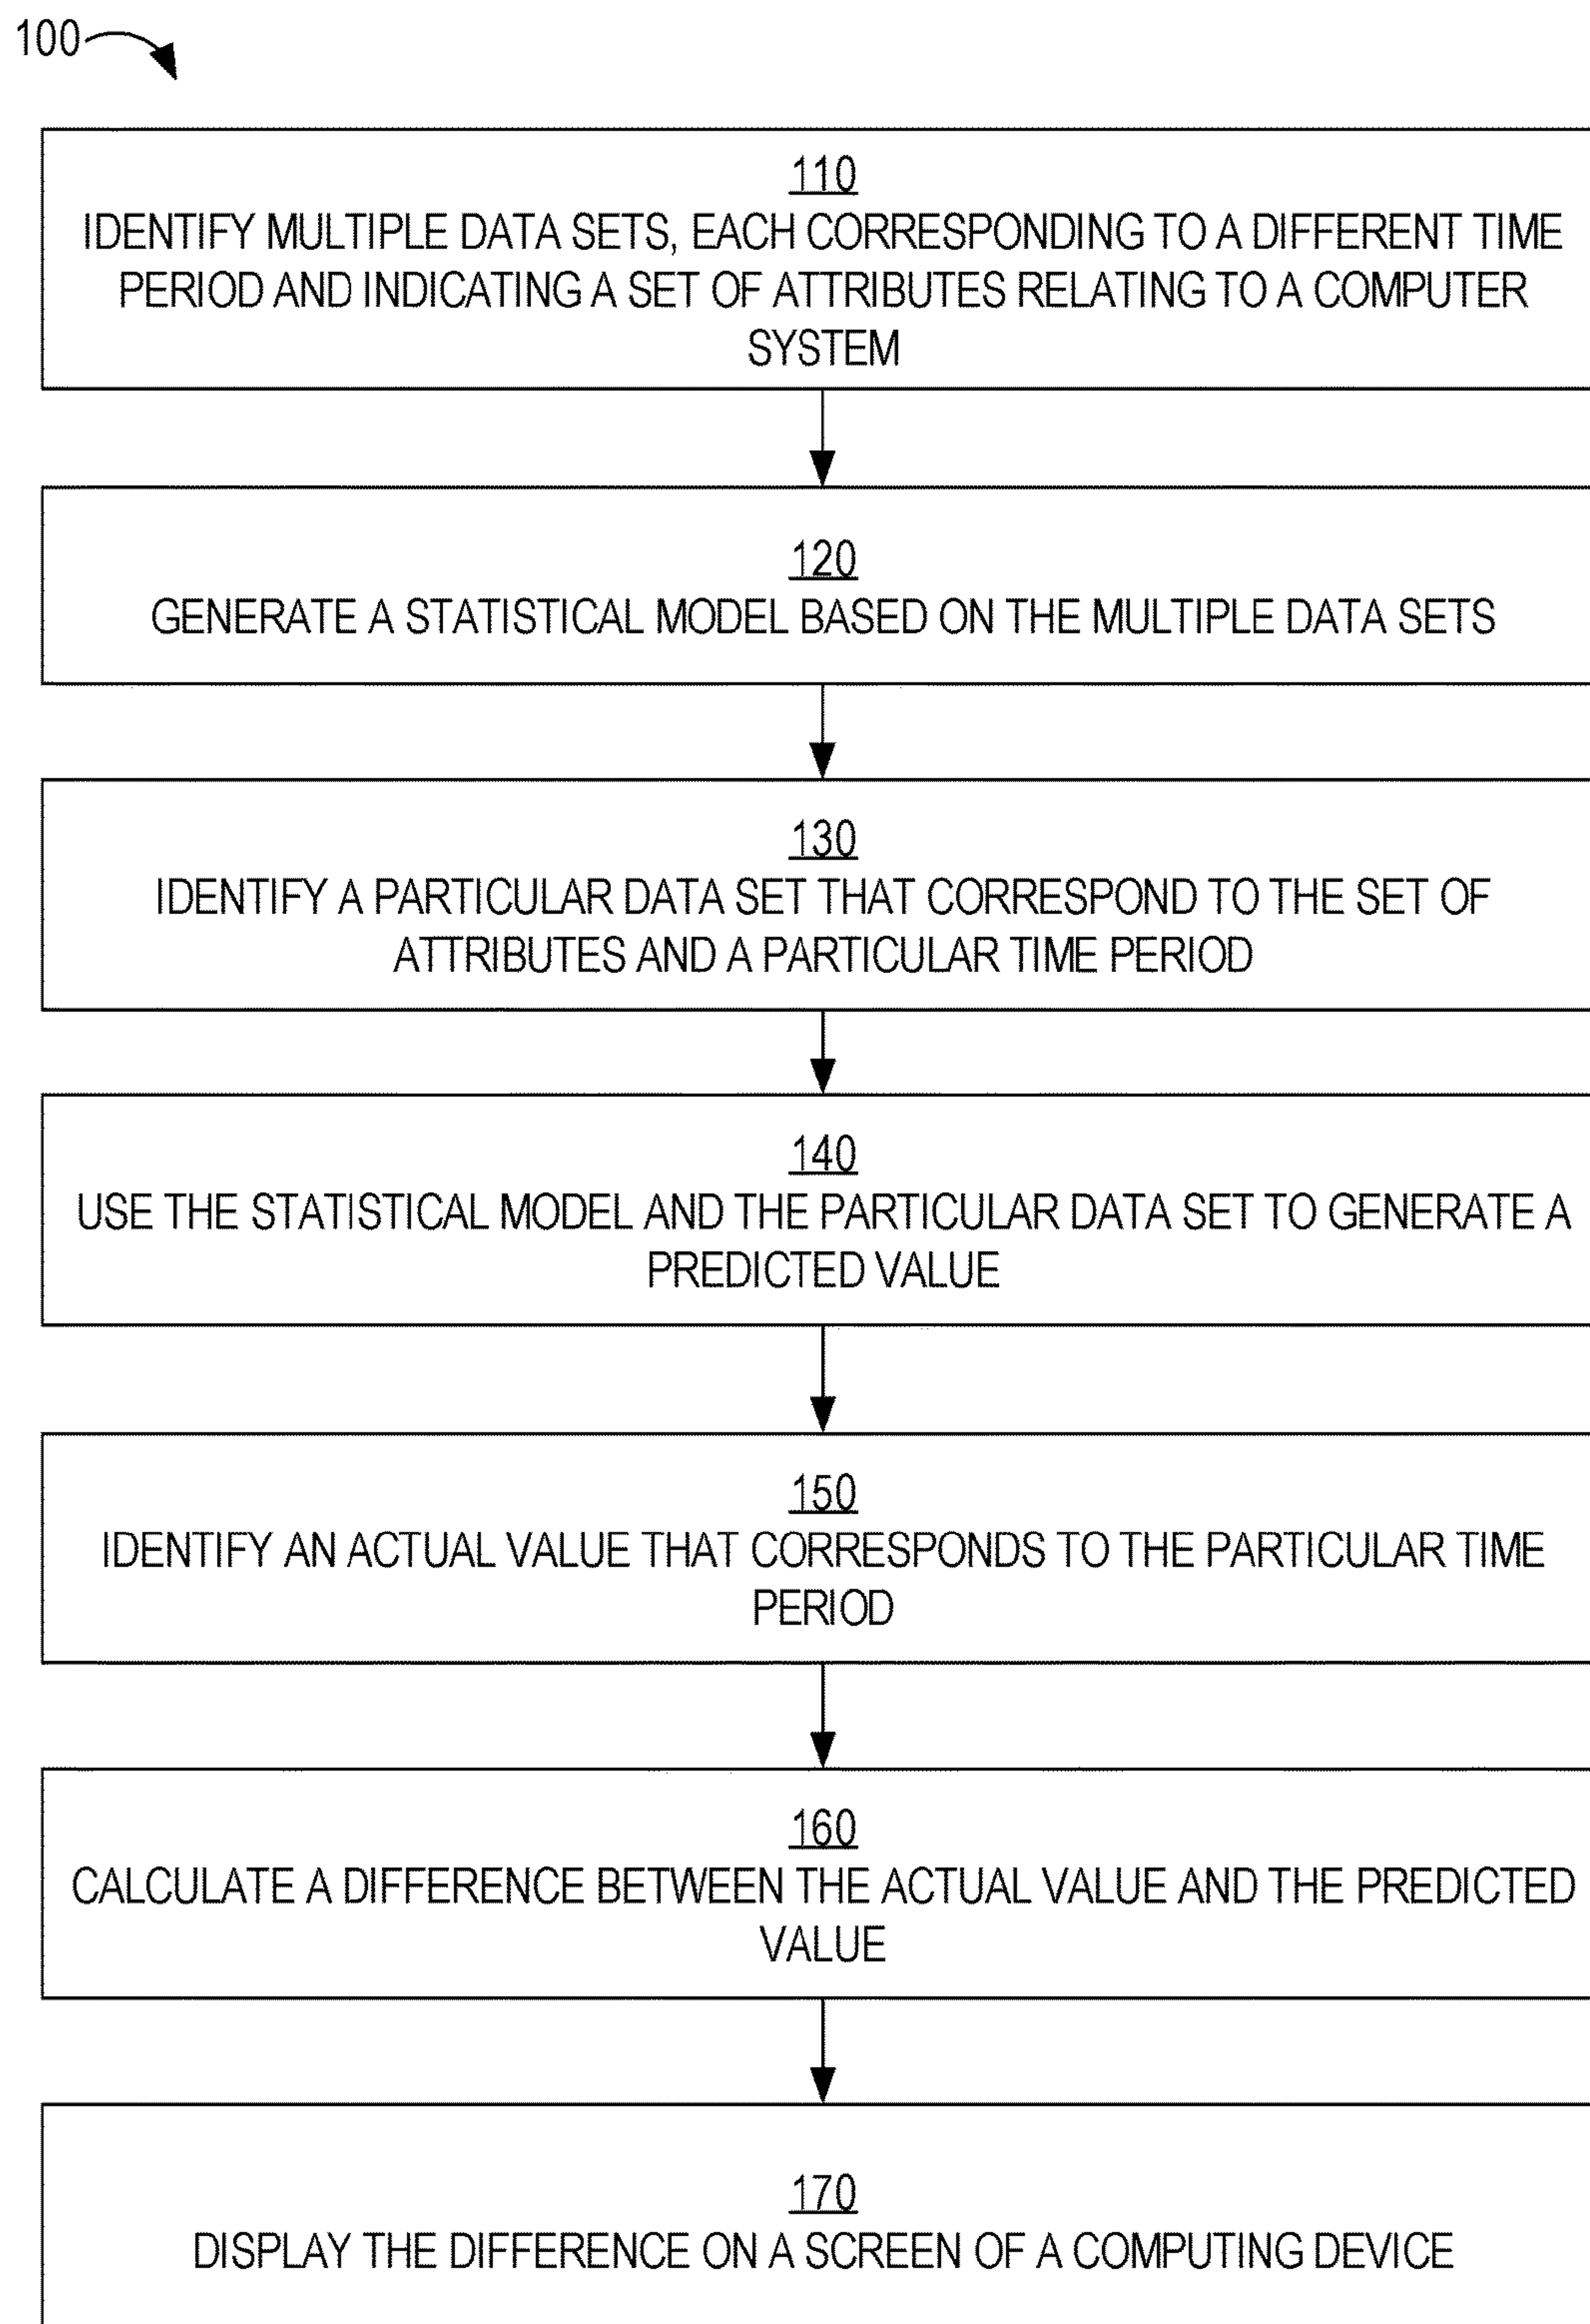 100
110
IDENTIFY MULTIPLE DATA SETS, EACH CORRESPONDING TO A DIFFERENT TIME
PERIOD AND INDICATING A SET OF ATTRIBUTES RELATING TO A COMPUTER
SYSTEM
120
GENERATE A STATISTICAL MODEL BASED ON THE MULTIPLE DATA SETS
130
IDENTIFY A PARTICULAR DATA SET THAT CORRESPOND TO THE SET OF
ATTRIBUTES AND A PARTICULAR TIME PERIOD
140
USE THE STATISTICAL MODEL AND THE PARTICULAR DATA SET TO GENERATE A
PREDICTED VALUE
150
IDENTIFY AN ACTUAL VALUE THAT CORRESPONDS TO THE PARTICULAR TIME
PERIOD
160
CALCULATE A DIFFERENCE BETWEEN THE ACTUAL VALUE AND THE PREDICTED
VALUE
170
DISPLAY THE DIFFERENCE ON A SCREEN OF A COMPUTING DEVICE